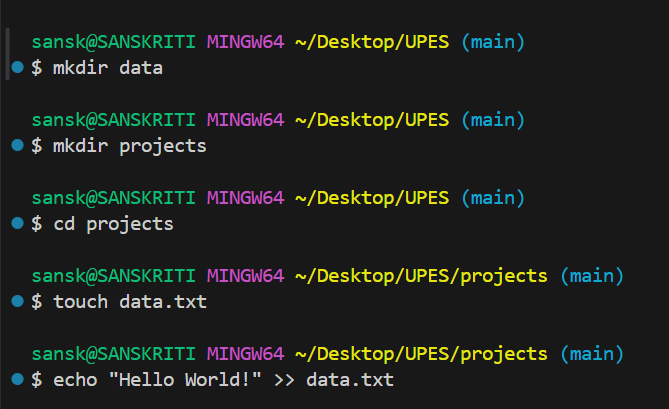 sansk@SANSKRITI MINGW64 ~/Desktop/UPES (main)
$ mkdir data
sansk@SANSKRITI MINGW64 ~/Desktop/UPES (main)
$ mkdir projects
sansk@SANSKRITI MINGW64 ~/Desktop/UPES (main)
$ cd projects
sansk@SANSKRITI MINGW64 ~/Desktop/UPES/projects (main)
$ touch data.txt
sansk@SANSKRITI MINGW64 ~/Desktop/UPES/projects (main)
$ echo "Hello World!" >> data.txt